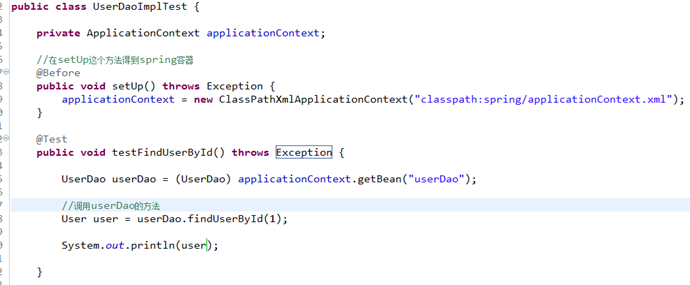 2 public class UserDaoImplTest {
3
4 private ApplicationContext applicationContext;
5
6 //在setUp这个方法得到spring容器
7 @Before
8 public void setUp() throws Exception {
9 applicationContext = new ClassPathXmlApplicationContext("classpath:spring/applicationContext.xml");
0 }
1
2 @Test
3 public void testFindUserById() throws Exception {
4
5 UserDao userDao = (UserDao) applicationContext.getBean("userDao");
6
7 //调用userDao的方法
8 User user = userDao.findUserById(1);
9
0 System.out.println(user);
1
2 }